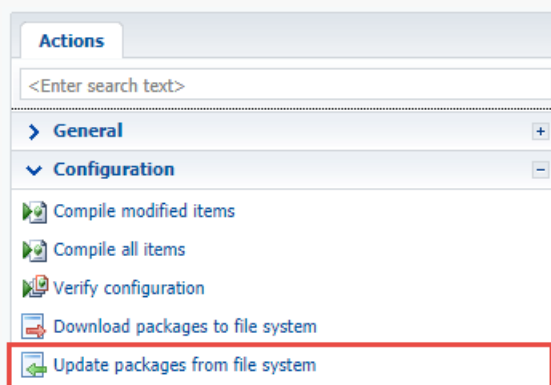 Actions
<Enter search text>
General
Configuration
Compile modified items
Compile all items
Verify configuration
Download packages to file system
Update packages from file system